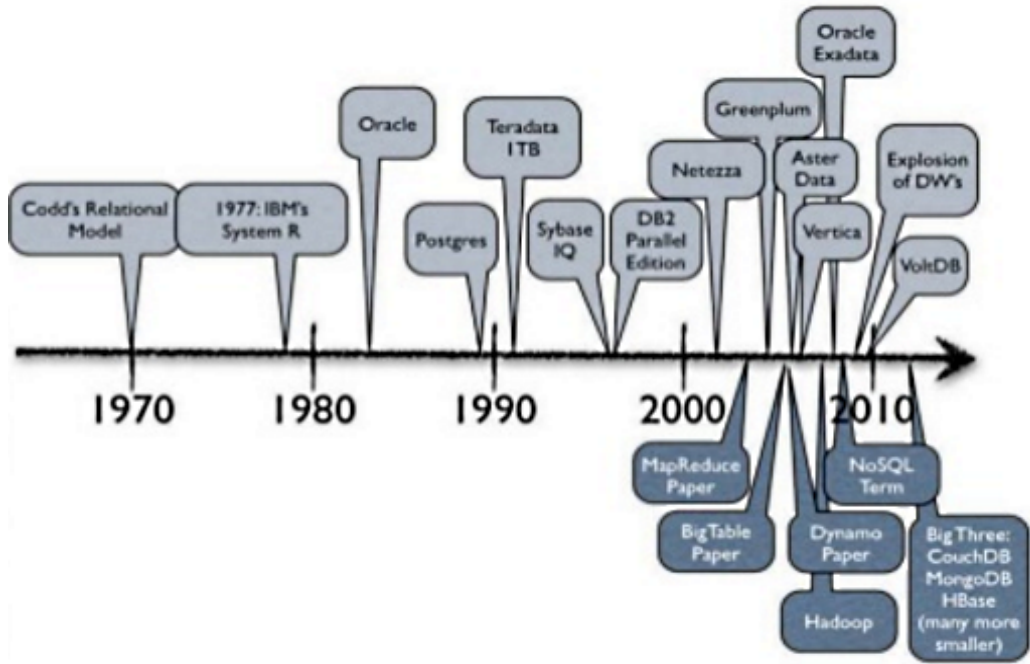 Oracle
Exadata
Greenplum
Oracle
Teradata
1TB
Netezza
Aster
Data
Explosion
of DW's
Codd's Relational
Model
1977: IBM's
System R
Postgres
Sybase
IQ
DB2
Parallel
Edition
Vertica
VoltDB
1970
1980
1990
2000
2010
MapReduce
Paper
NoSQL
Term
BigTable
Paper
Dynamo
Paper
Big Three:
CouchDB
MongoDB
HBase
(many more
smaller)
Hadoop